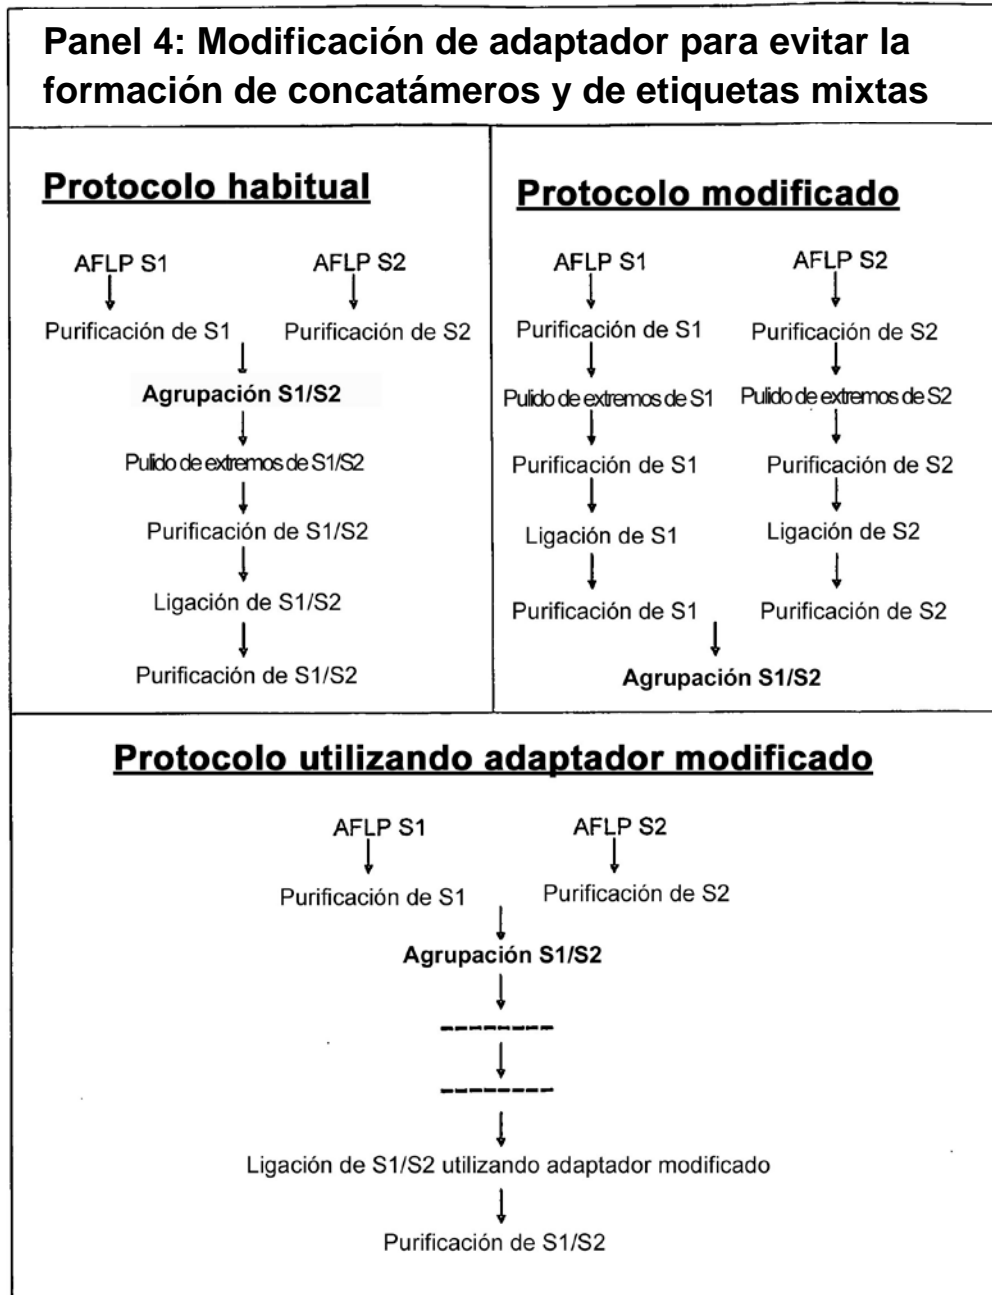 Panel 4: Modificación de adaptador para evitar la
formación de concatámeros y de etiquetas mixtas
Protocolo habitual
AFLP S1 AFLP S2
Purificación de S1 Purificación de S2
Agrupación S1/S2
Pulido de extremos de S1/S2
Purificación de S1/S2
Ligación de S1/S2
Purificación de S1/S2
Protocolo modificado
AFLP S1 AFLP S2
Purificación de S1 Purificación de S2
Pulido de extremos de S1 Pulido de extremos de S2
Purificación de S1 Purificación de S2
Ligación de S1 Ligación de S2
Purificación de S1 Purificación de S2
Agrupación S1/S2
Protocolo utilizando adaptador modificado
AFLP S1 AFLP S2
Purificación de S1 Purificación de S2
Agrupación S1/S2
--------
--------
Ligación de S1/S2 utilizando adaptador modificado
Purificación de S1/S2